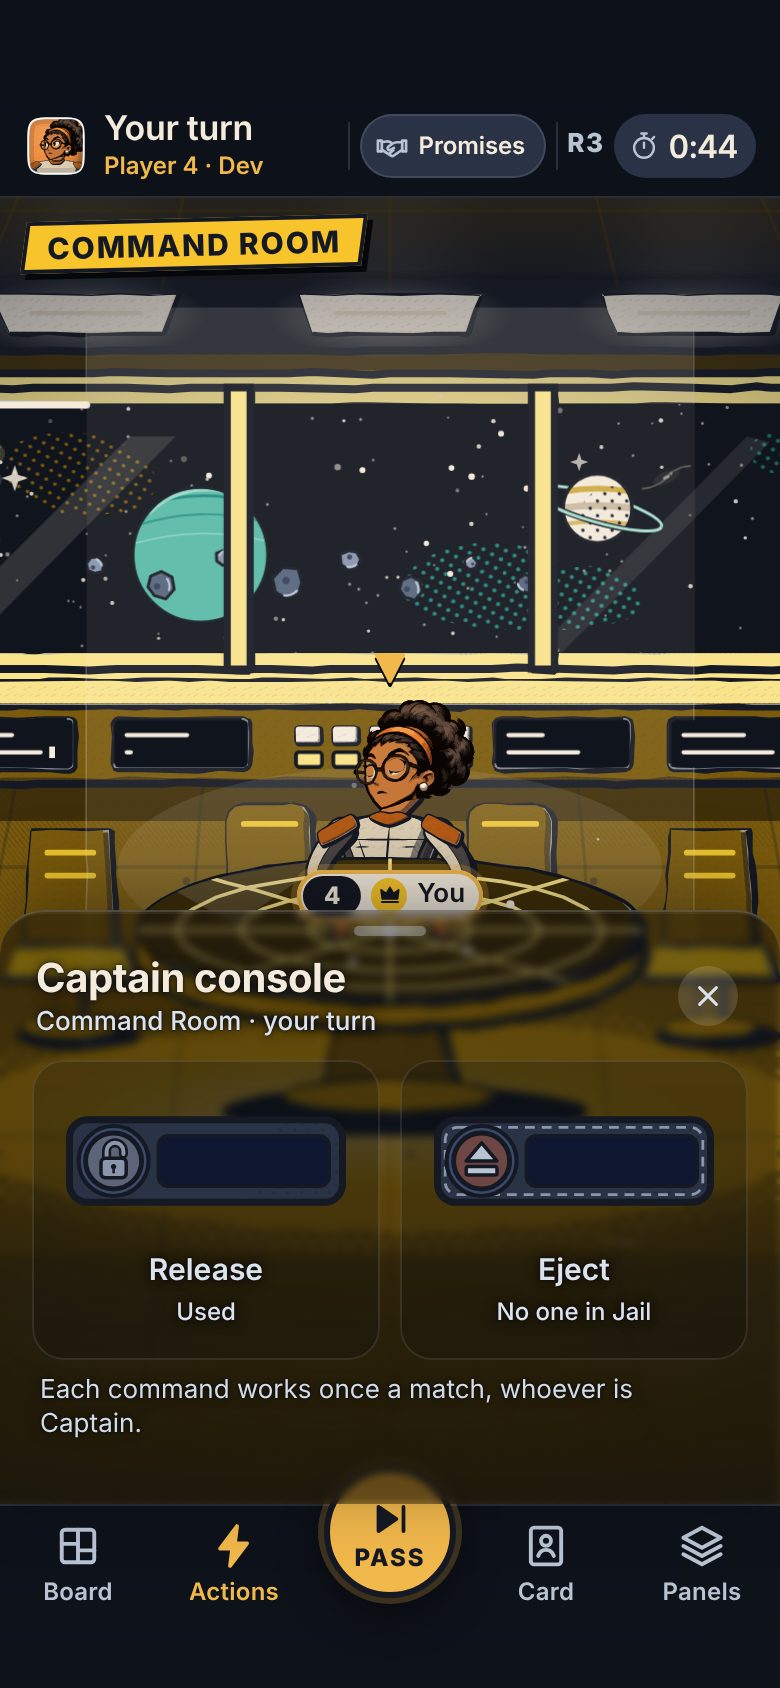 Your turn
Player 4 · Dev
Promises
R3
0:44
COMMAND ROOM
4
You
Captain console
Command Room · your turn
Release
Used
Eject
No one in Jail
Each command works once a match, whoever is
Captain.
PASS
Board
Actions
Card
Panels